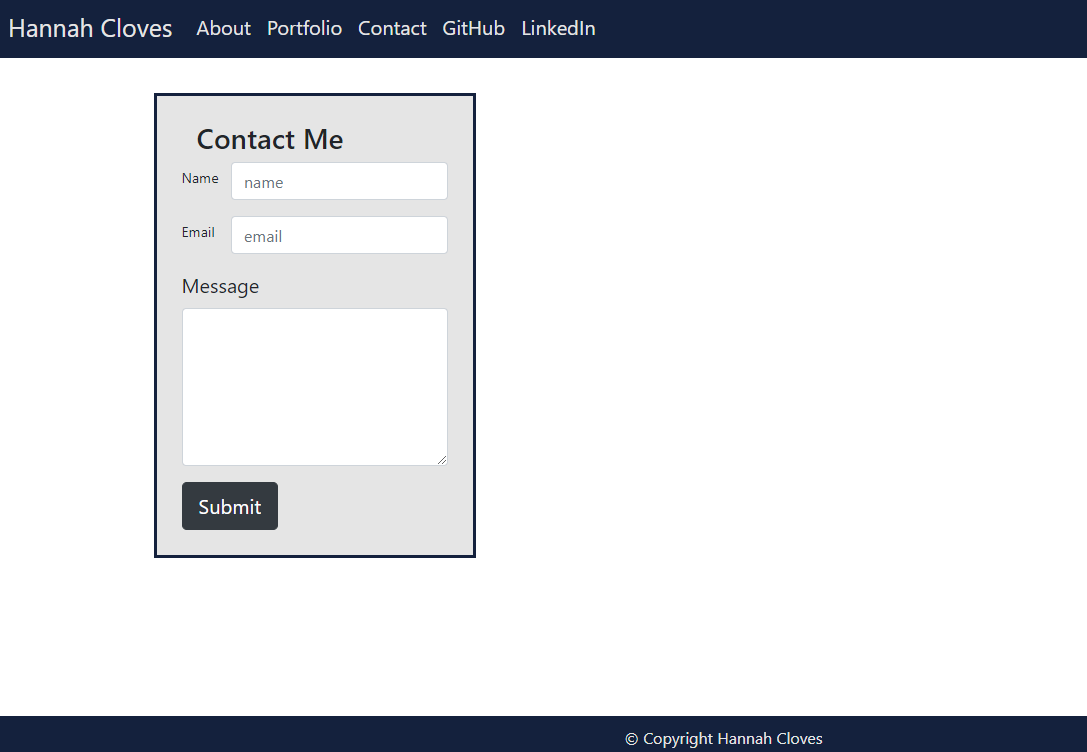 Hannah Cloves About Portfolio Contact GitHub LinkedIn
Contact Me
Name name
Email email
Message
Submit
© Copyright Hannah Cloves